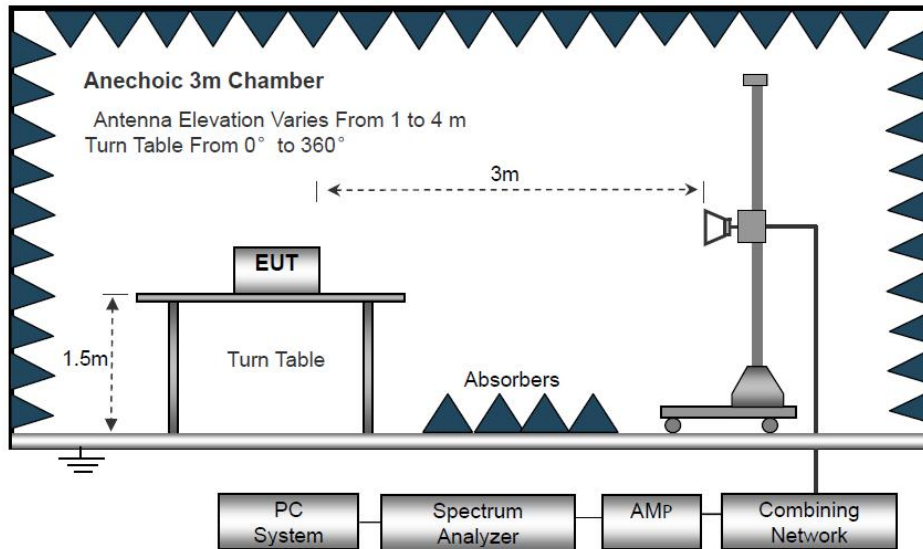 Anechoic 3m Chamber
Antenna Elevation Varies From 1 to 4 m
Turn Table From 0° to 360°
3m
EUT
1.5m
Turn Table
Absorbers
PC
System
Spectrum
Analyzer
AMP
Combining
Network